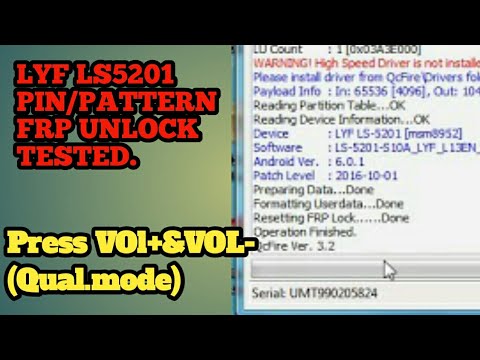 LYF LS5201
PIN/PATTERN
FRP UNLOCK
TESTED.
Press VOl+&VOL-
(Qual.mode)
LU Count : 1 [0x03A3E000]
WARNING! High Speed Driver is not installe
Please install driver from QcFire\Drivers fol
Payload Info : In: 65536 [4096], Out: 104
Reading Partition Table...OK
Reading Device Information...OK
Device : LYF LS-5201 [msm8952]
Software : LS-5201-S10A_LYF_L13EN_
Android Ver. : 6.0.1
Patch Level : 2016-10-01
Preparing Data...Done
Formatting Userdata...Done
Resetting FRP Lock......Done
Operation Finished.
QcFire Ver. 3.2
Serial: UMT990205824